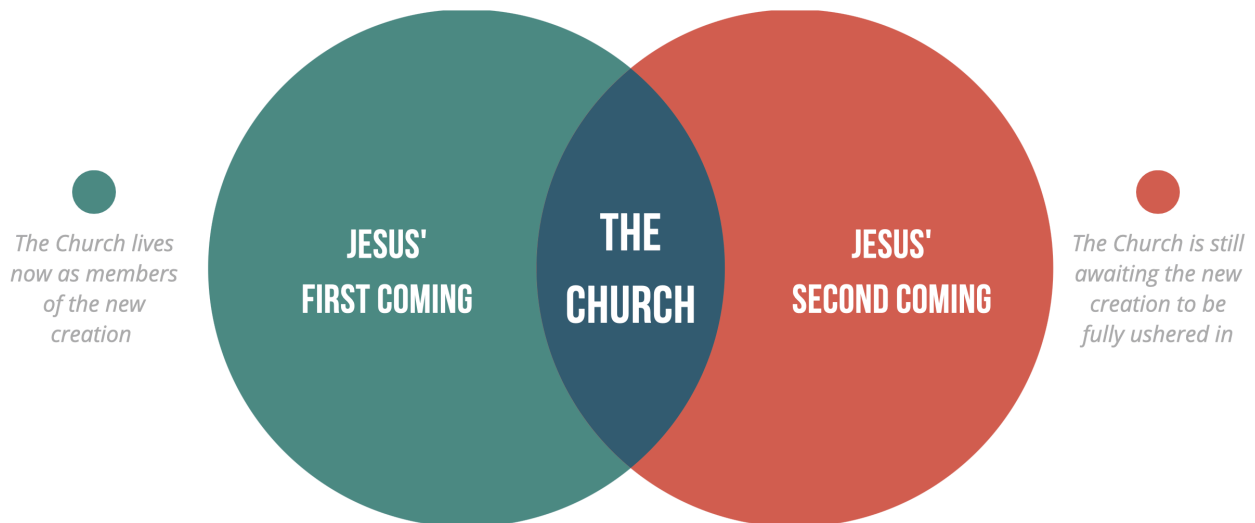 The Church lives
now as members
of the new
creation
JESUS'
FIRST COMING
THE
CHURCH
JESUS'
SECOND COMING
The Church is still
awaiting the new
creation to be
fully ushered in